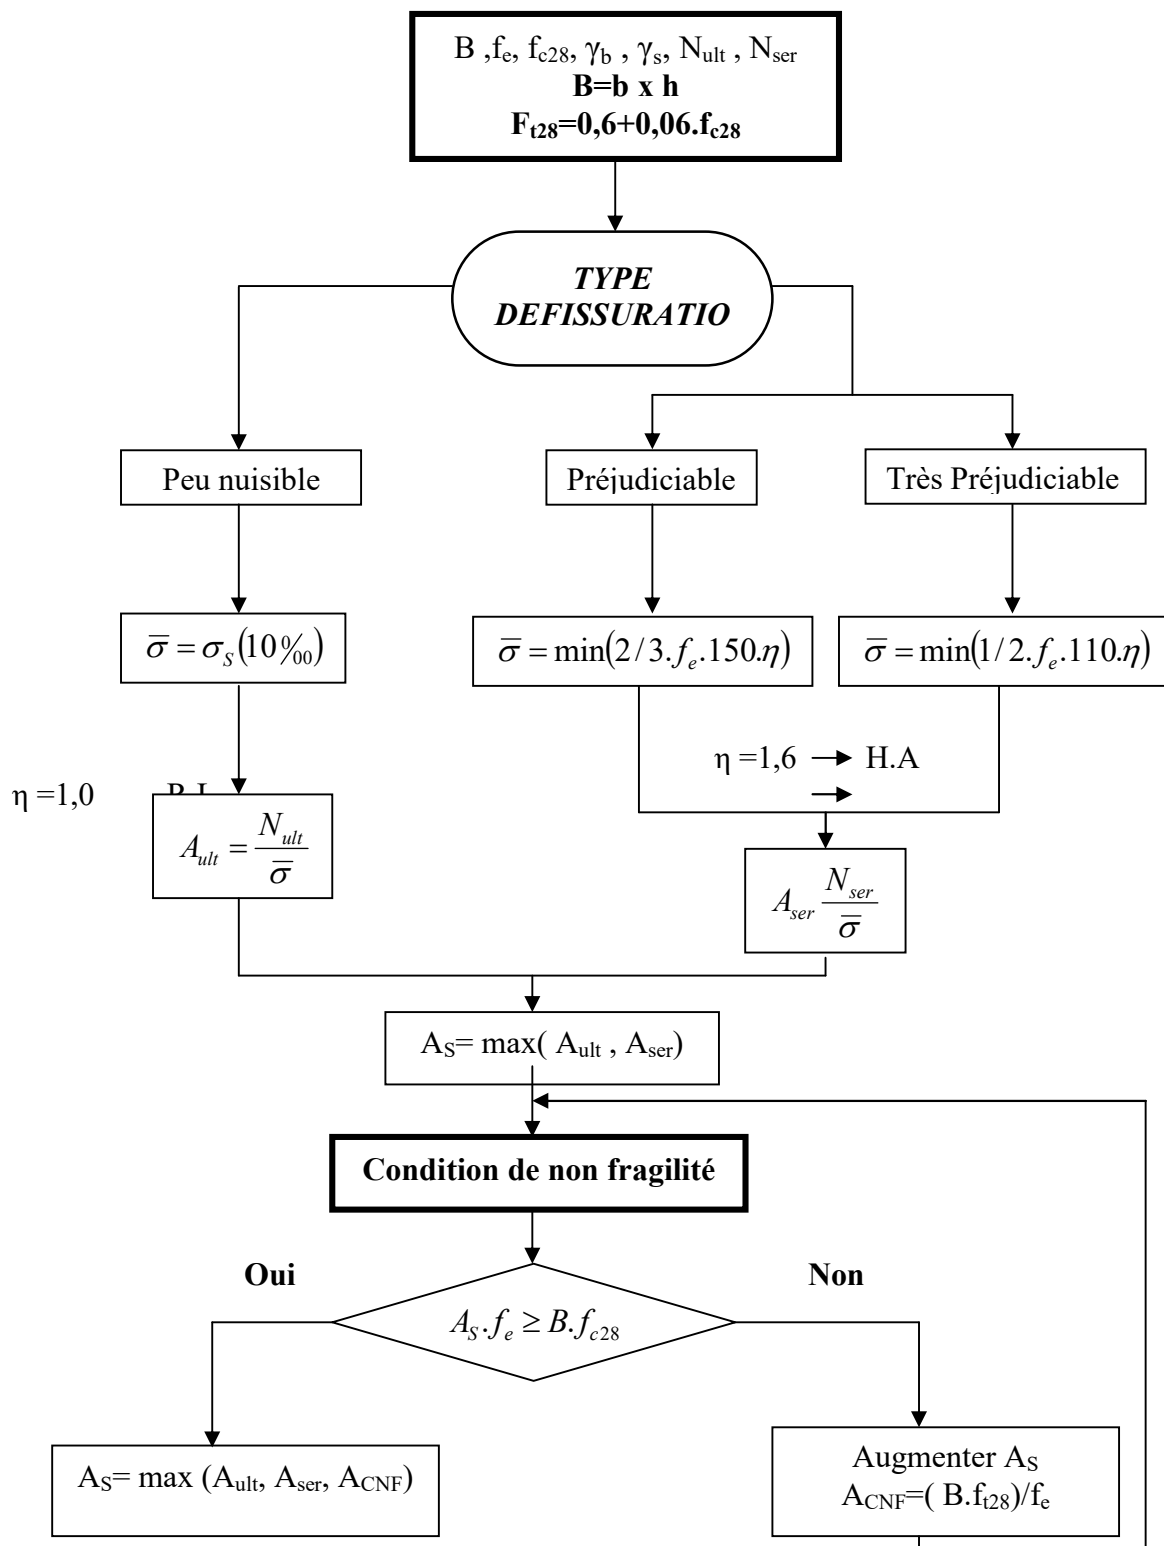 B ,fe, fc28, γb , γs, Nult , Nser
B=b x h
Ft28=0,6+0,06.fc28
TYPE
DEFISSURATIO
Peu nuisible
Préjudiciable
Très Préjudiciable
σ̅ = σS(10‰)
σ̅ = min(2/3.fe.150.η)
σ̅ = min(1/2.fe.110.η)
η =1,6 → H.A
→
η =1,0
Ault = Nult / σ̅
Aser Nser / σ̅
AS= max( Ault , Aser)
Condition de non fragilité
Oui
Non
AS.fe ≥ B.fc28
AS= max (Ault, Aser, ACNF)
Augmenter AS
ACNF=( B.ft28)/fe